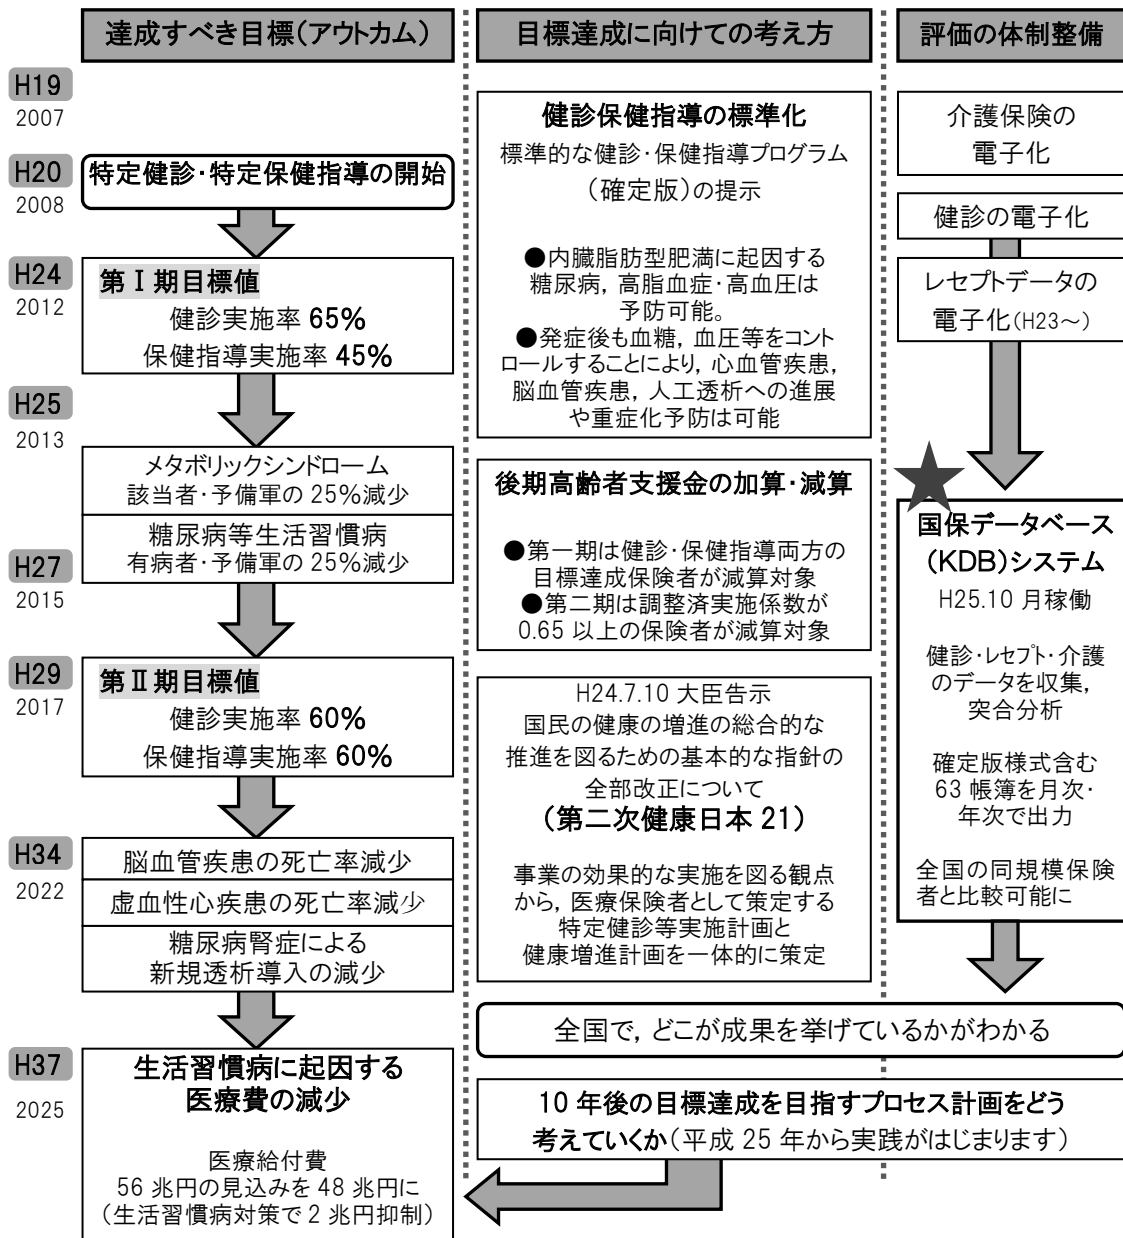 達成すべき目標(アウトカム)
H19
2007
H20
2008
特定健診・特定保健指導の開始
H24
2012
第Ⅰ期目標値
健診実施率 65%
保健指導実施率 45%
H25
2013
メタボリックシンドローム
該当者・予備軍の 25%減少
糖尿病等生活習慣病
有病者・予備軍の 25%減少
H27
2015
H29
2017
第Ⅱ期目標値
健診実施率 60%
保健指導実施率 60%
H34
2022
脳血管疾患の死亡率減少
虚血性心疾患の死亡率減少
糖尿病腎症による
新規透析導入の減少
H37
2025
生活習慣病に起因する
医療費の減少
医療給付費
56 兆円の見込みを 48 兆円に
(生活習慣病対策で 2 兆円抑制)
目標達成に向けての考え方
健診保健指導の標準化
標準的な健診・保健指導プログラム
(確定版)の提示
●内臓脂肪型肥満に起因する
糖尿病, 高脂血症・高血圧は
予防可能。
●発症後も血糖, 血圧等をコント
ロールすることにより, 心血管疾患,
脳血管疾患, 人工透析への進展
や重症化予防は可能
後期高齢者支援金の加算・減算
●第一期は健診・保健指導両方の
目標達成保険者が減算対象
●第二期は調整済実施係数が
0.65 以上の保険者が減算対象
H24.7.10 大臣告示
国民の健康の増進の総合的な
推進を図るための基本的な指針の
全部改正について
(第二次健康日本 21)
事業の効果的な実施を図る観点
から, 医療保険者として策定する
特定健診等実施計画と
健康増進計画を一体的に策定
評価の体制整備
介護保険の
電子化
健診の電子化
レセプトデータの
電子化(H23～)
国保データベース
(KDB)システム
H25.10 月稼働
健診・レセプト・介護
のデータを収集,
突合分析
確定版様式含む
63 帳簿を月次・
年次で出力
全国の同規模保険
者と比較可能に
全国で, どこが成果を挙げているかがわかる
10 年後の目標達成を目指すプロセス計画をどう
考えていくか(平成 25 年から実践がはじまります)